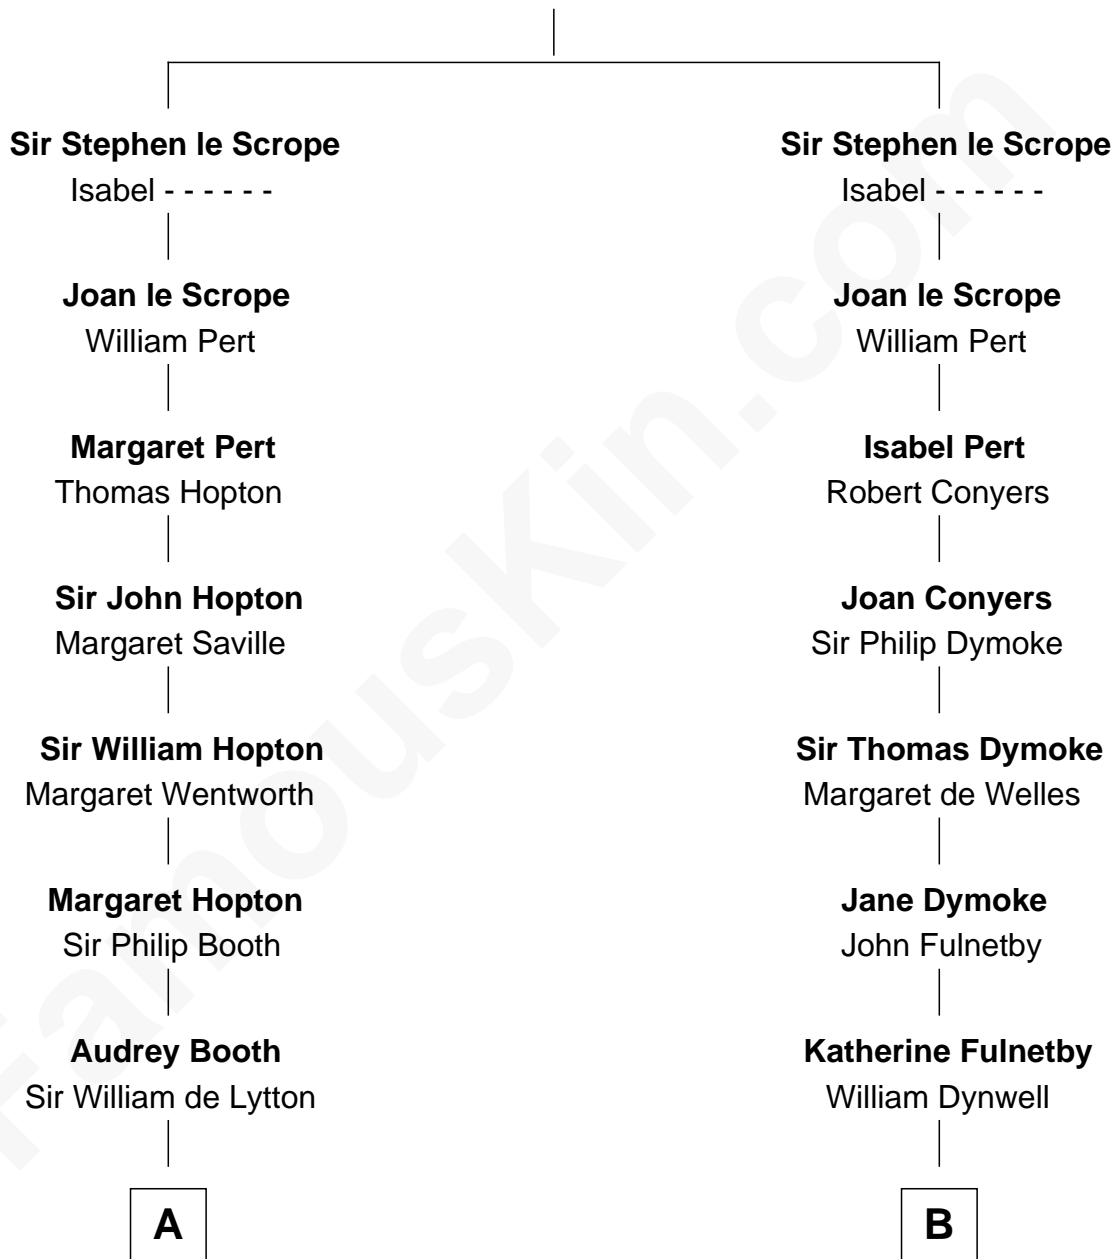 Sir Stephen le Scrope
Isabel - - - - - -
Joan le Scrope
William Pert
Margaret Pert
Thomas Hopton
Sir John Hopton
Margaret Saville
Sir William Hopton
Margaret Wentworth
Margaret Hopton
Sir Philip Booth
Audrey Booth
Sir William de Lytton
A
Sir Stephen le Scrope
Isabel - - - - - -
Joan le Scrope
William Pert
Isabel Pert
Robert Conyers
Joan Conyers
Sir Philip Dymoke
Sir Thomas Dymoke
Margaret de Welles
Jane Dymoke
John Fulnetby
Katherine Fulnetby
William Dynwell
B
FamousKin.com